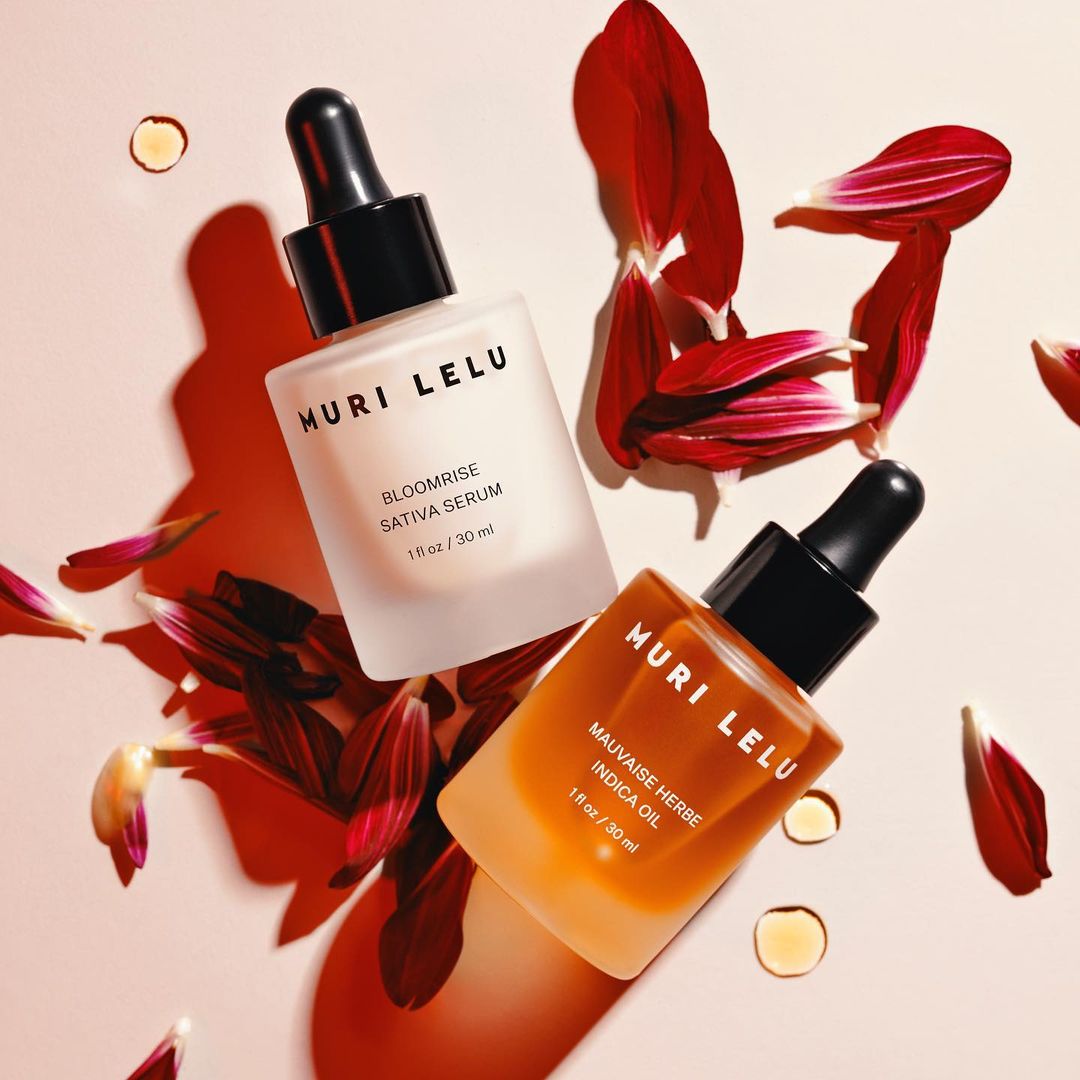 MURI LELU
BLOOMRISE
SATIVA SERUM
1 fl oz / 30 ml
MURI LELU
MAUVAISE HERBE
INDICA OIL
1 fl oz / 30 ml